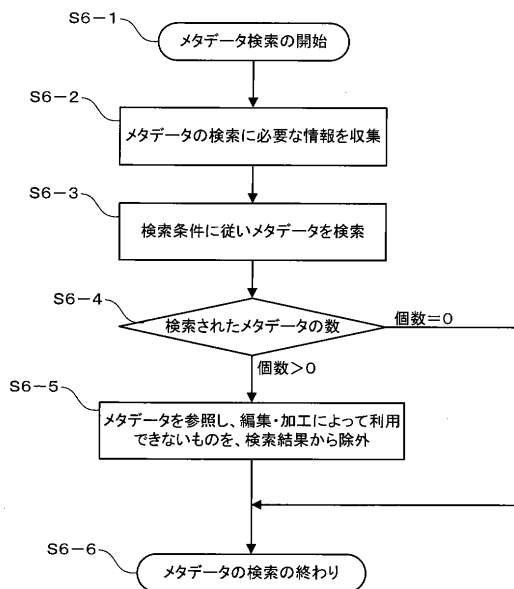 S6-1
メタデータ検索の開始
S6-2
メタデータの検索に必要な情報を収集
S6-3
検索条件に従いメタデータを検索
S6-4
検索されたメタデータの数
個数=0
個数>0
S6-5
メタデータを参照し、編集・加工によって利用
できないものを、検索結果から除外
S6-6
メタデータの検索の終わり